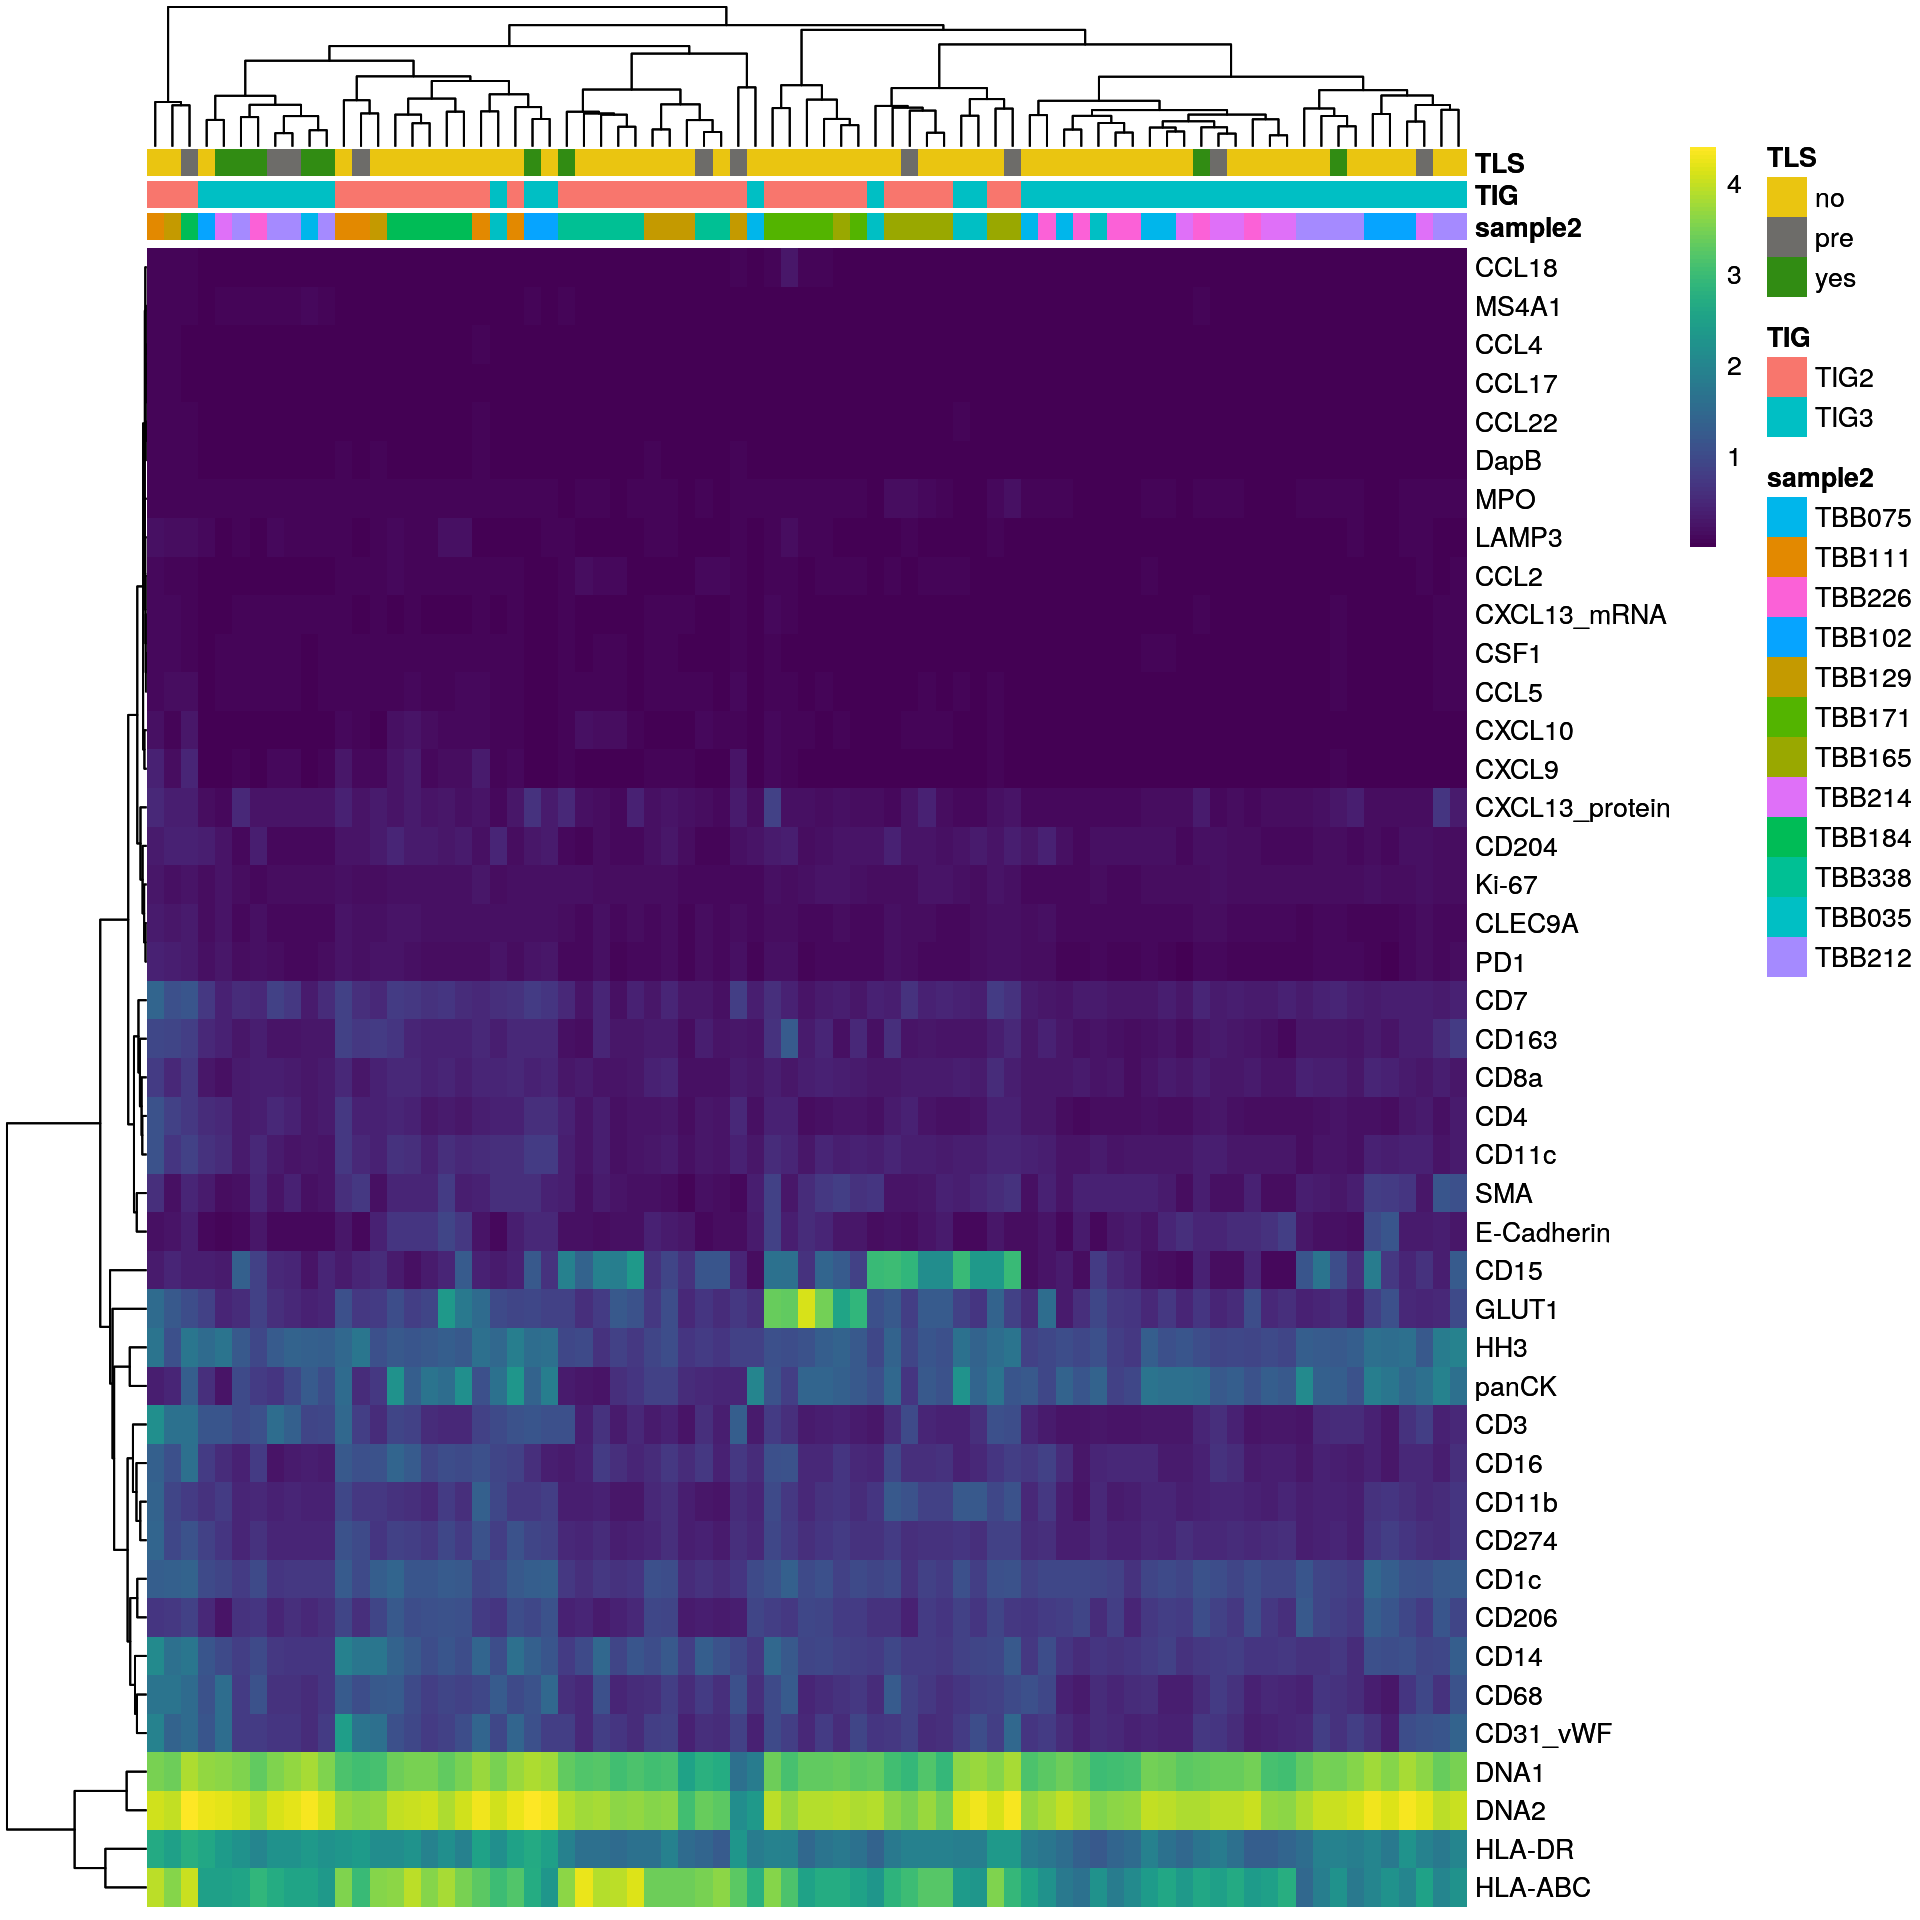 TLS
TIG
sample2
CCL18
MS4A1
CCL4
CCL17
CCL22
DapB
MPO
LAMP3
CCL2
CXCL13_mRNA
CSF1
CCL5
CXCL10
CXCL9
CXCL13_protein
CD204
Ki-67
CLEC9A
PD1
CD7
CD163
CD8a
CD4
CD11c
SMA
E-Cadherin
CD15
GLUT1
HH3
panCK
CD3
CD16
CD11b
CD274
CD1c
CD206
CD14
CD68
CD31_vWF
DNA1
DNA2
HLA-DR
HLA-ABC
4
3
2
1
TLS
no
pre
yes
TIG
TIG2
TIG3
sample2
TBB075
TBB111
TBB226
TBB102
TBB129
TBB171
TBB165
TBB214
TBB184
TBB338
TBB035
TBB212